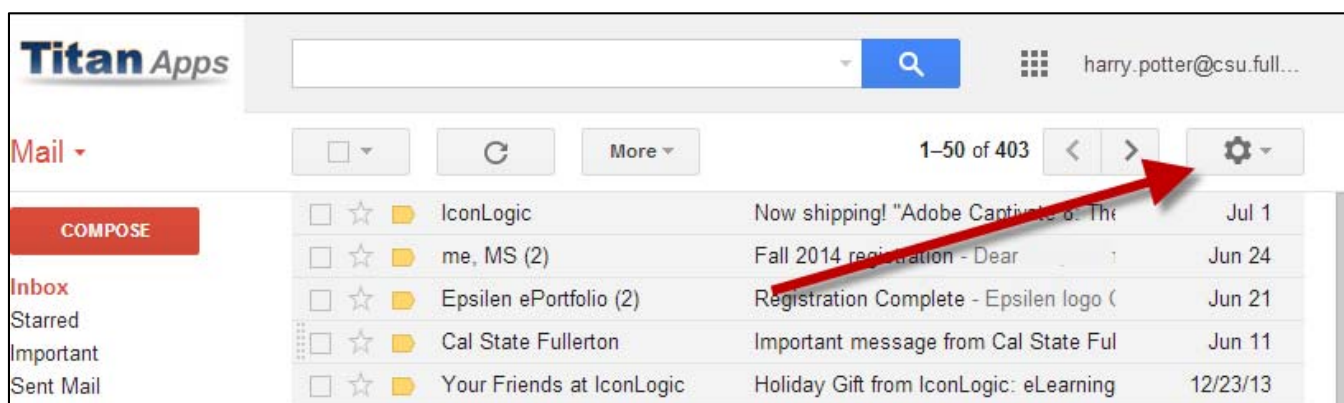 Titan Apps
harry.potter@csu.full...
Mail
More
1–50 of 403
COMPOSE
IconLogic Now shipping! "Adobe Captivate 8: The Jul 1
me, MS (2) Fall 2014 registration - Dear Jun 24
Inbox
Epsilen ePortfolio (2) Registration Complete - Epsilen logo Jun 21
Starred
Cal State Fullerton Important message from Cal State Ful Jun 11
Important
Sent Mail
Your Friends at IconLogic Holiday Gift from IconLogic: eLearning 12/23/13